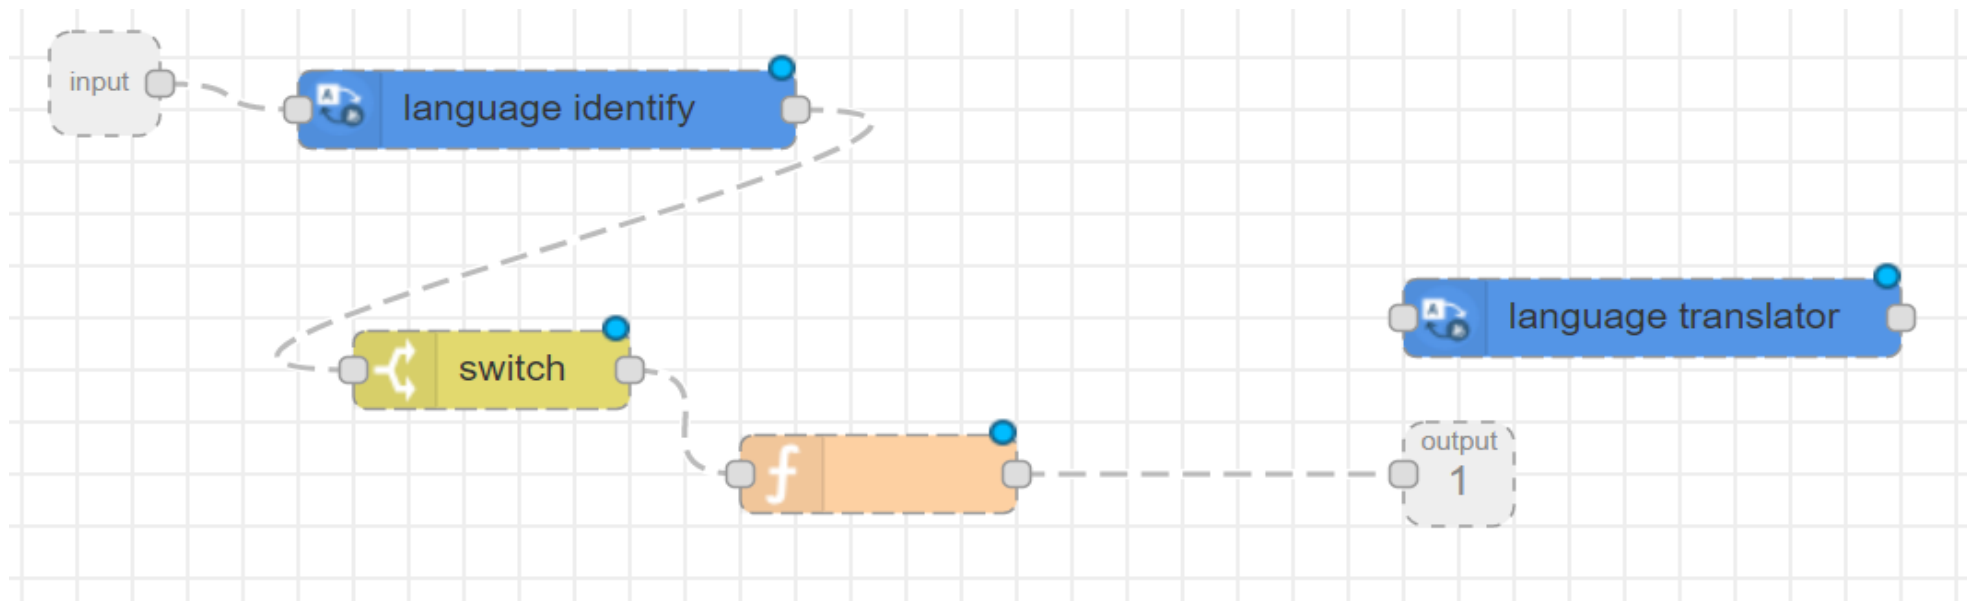 input
language identify
language translator
switch
output
1